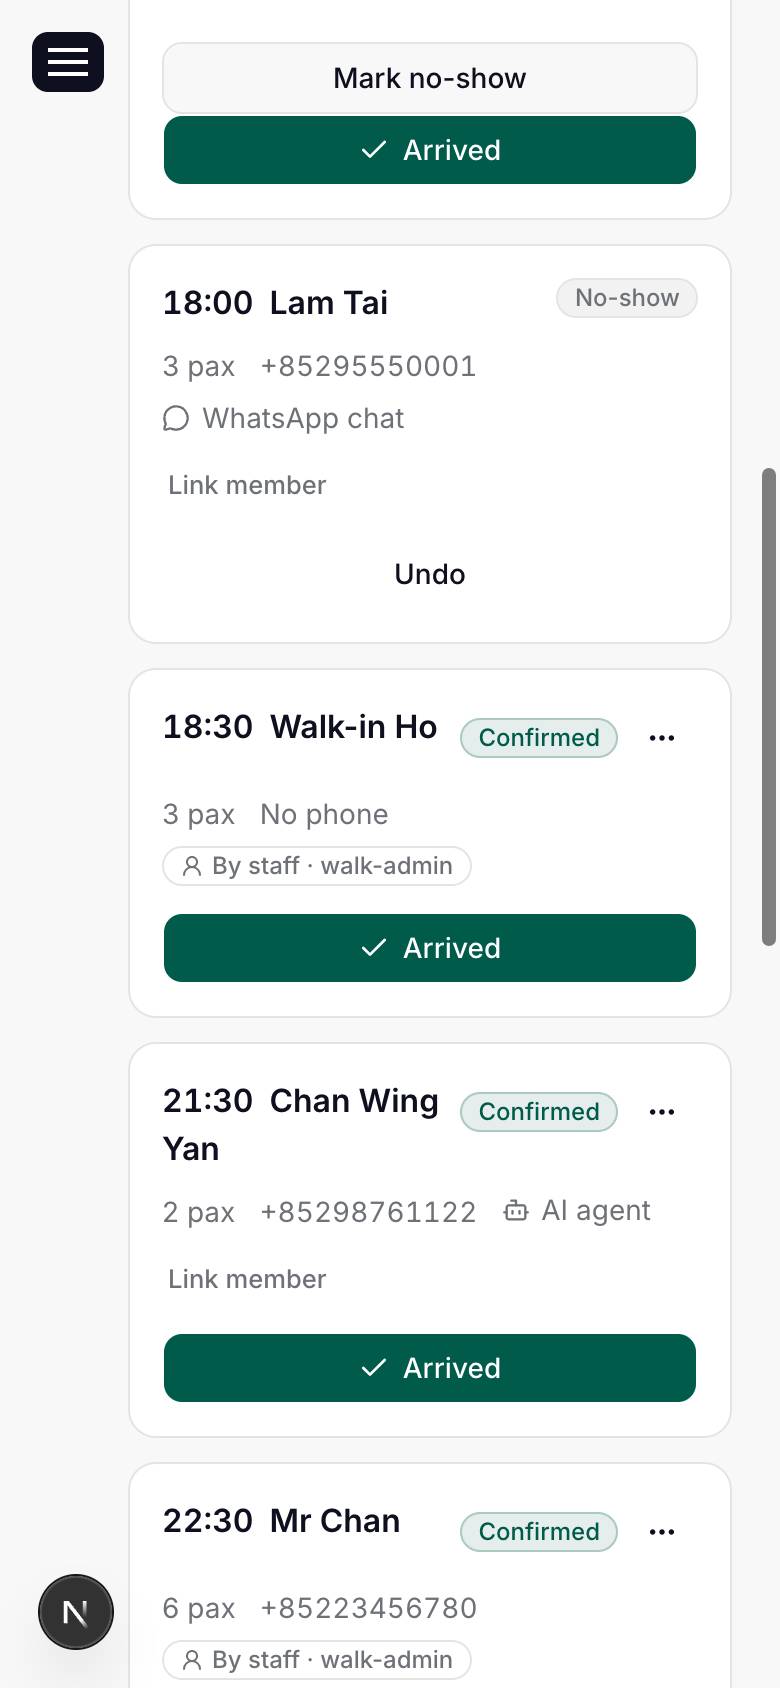 Mark no-show
Arrived
18:00 Lam Tai
No-show
3 pax +85295550001
WhatsApp chat
Link member
Undo
18:30 Walk-in Ho
Confirmed
3 pax No phone
By staff · walk-admin
Arrived
21:30 Chan Wing
Yan
Confirmed
2 pax +85298761122 AI agent
Link member
Arrived
22:30 Mr Chan
Confirmed
6 pax +85223456780
By staff · walk-admin
N